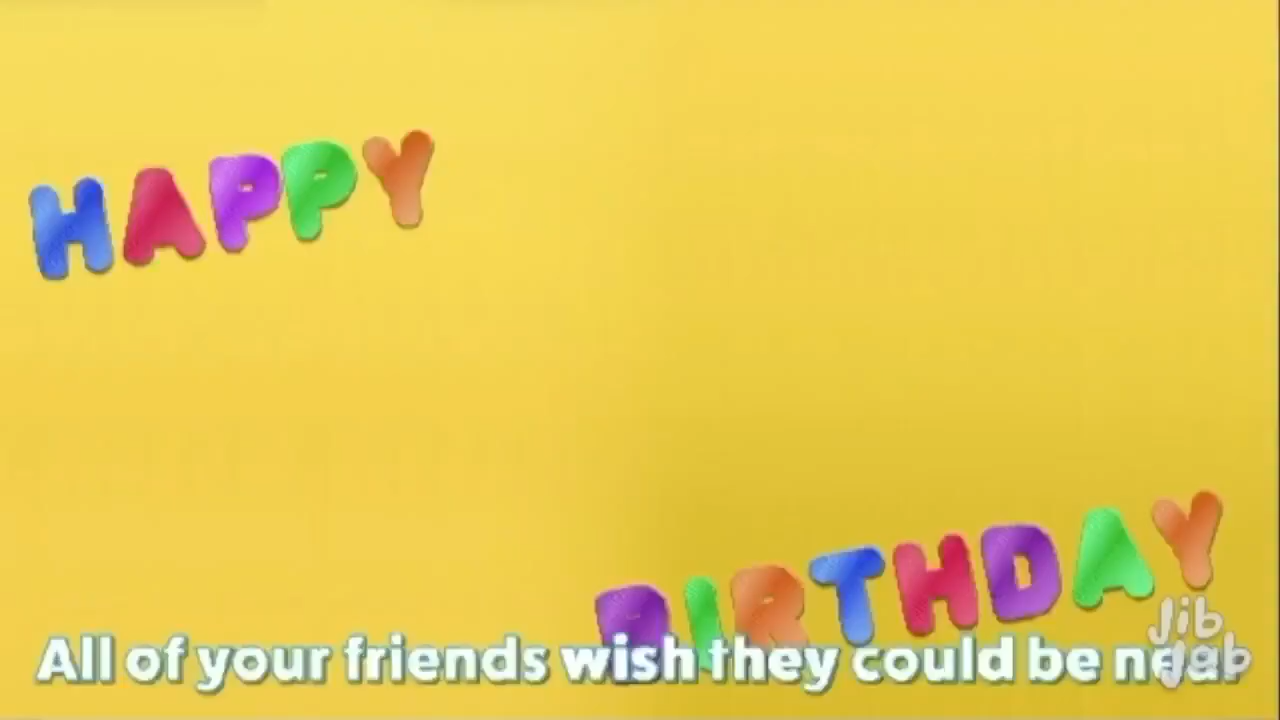 HAPPY
BIRTHDAY
All of your friends wish they could be near
Jib
Jab